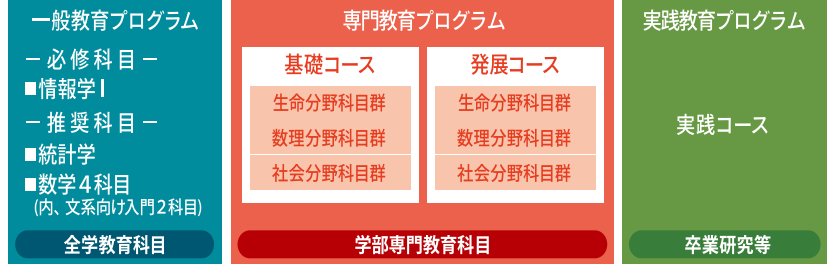 一般教育プログラム
－必修科目－
■情報学Ⅰ
－推奨科目－
■統計学
■数学４科目
(内、文系向け入門２科目)
全学教育科目
専門教育プログラム
基礎コース
生命分野科目群
数理分野科目群
社会分野科目群
発展コース
生命分野科目群
数理分野科目群
社会分野科目群
学部専門教育科目
実践教育プログラム
実践コース
卒業研究等